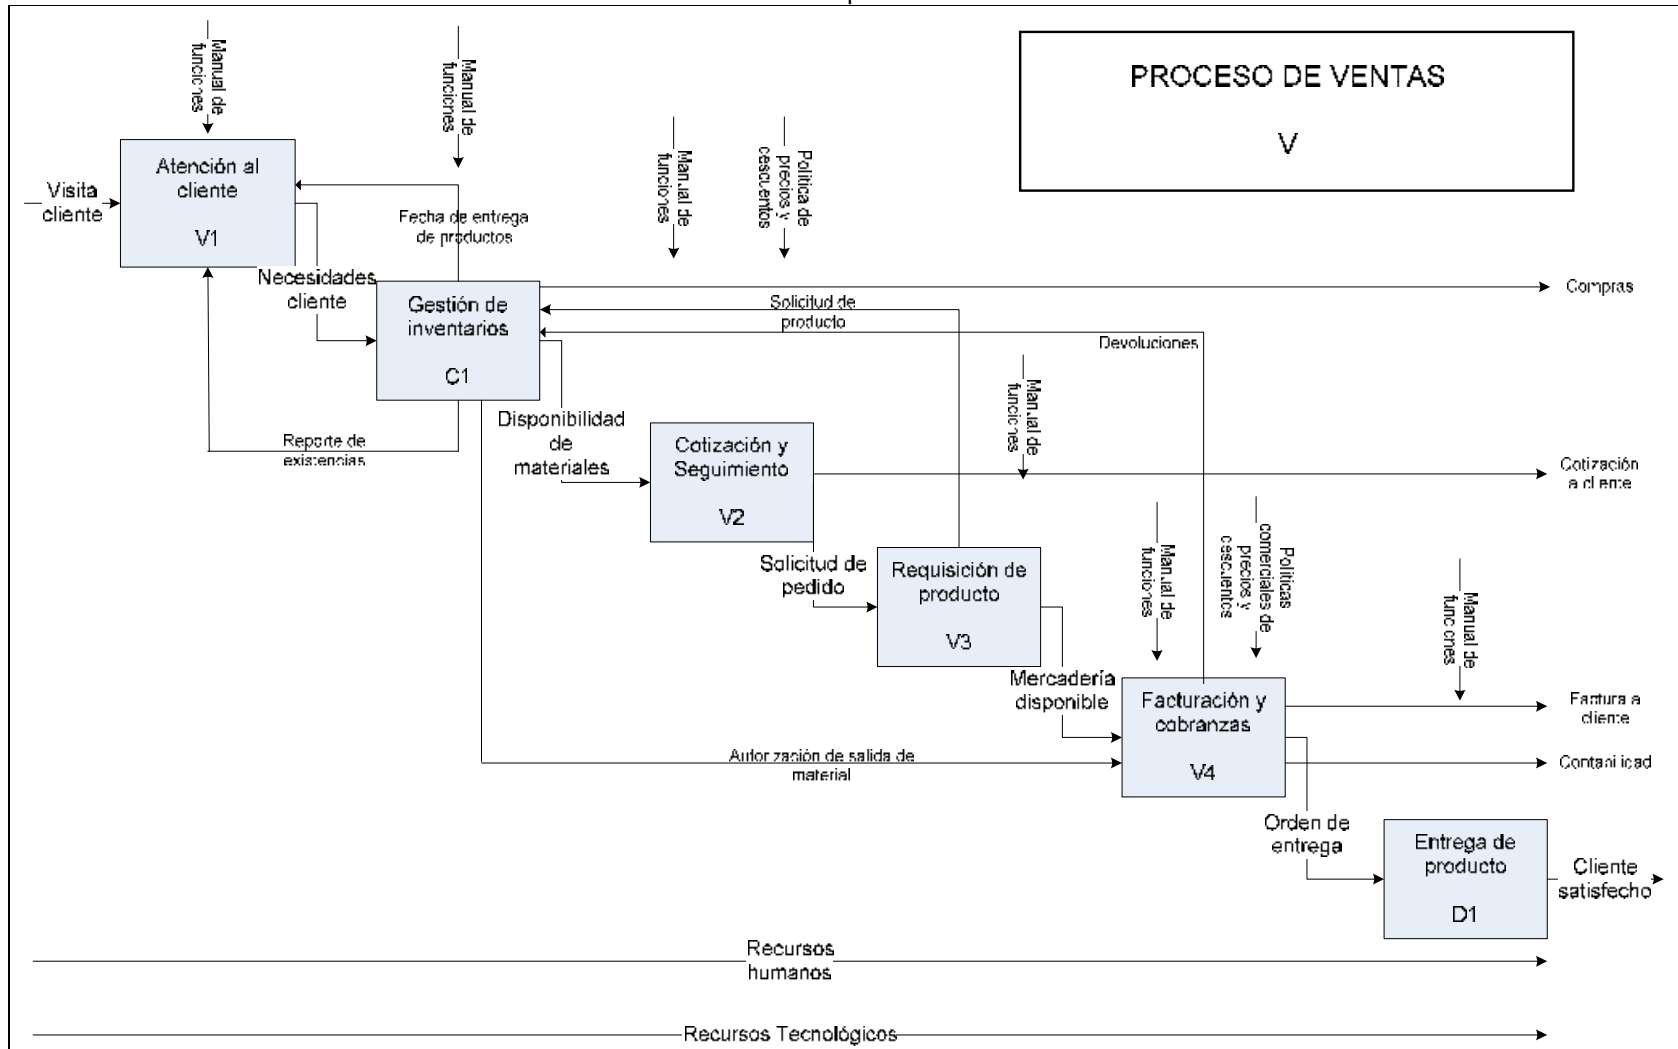 PROCESO DE VENTAS
V
Manual de
funciones
Manual de
funciones
Manual de
funciones
Política de
precios y
cescuentos
Visita
cliente
Atención al
cliente
V1
Fecha de entrega
de productos
Necesidades
cliente
Gestión de
inventarios
C1
Compras
Solicitud de
producto
Devoluciones
Manual de
funciones
Reporte de
existencias
Disponibilidad
de
materiales
Cotización y
Seguimiento
V2
Cotización
a cliente
Solicitud de
pedido
Requisición de
producto
V3
Manual de
funciones
Políticas
comerciales de
precios y
cescuentos
Manual de
funciones
Mercadería
disponible
Facturación y
cobranzas
V4
Factura a
cliente
Autorización de salida de
material
Contabilidad
Orden de
entrega
Entrega de
producto
D1
Cliente
satisfecho
Recursos
humanos
Recursos Tecnológicos